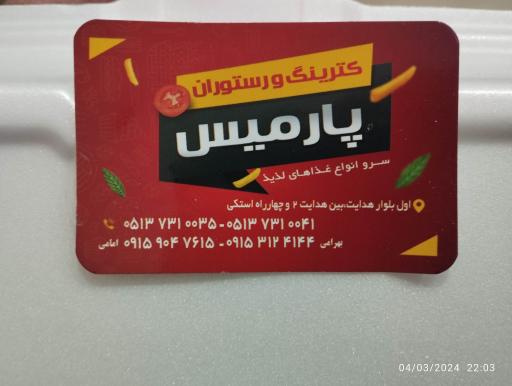 کترینگ و رستوران
پارمیس
سرو انواع غذاهای لذیذ
اول بلوار هدایت،بین هدایت ۲ و چهارراه استکی
۰۵۱۳ ۷۳۱ ۰۰۳۵ - ۰۵۱۳ ۷۳۱ ۰۰۴۱
بهرامی ۰۹۱۵ ۳۱۲ ۴۱۴۴ - ۰۹۱۵ ۹۰۴ ۷۶۱۵ امامی
04/03/2024 22:03